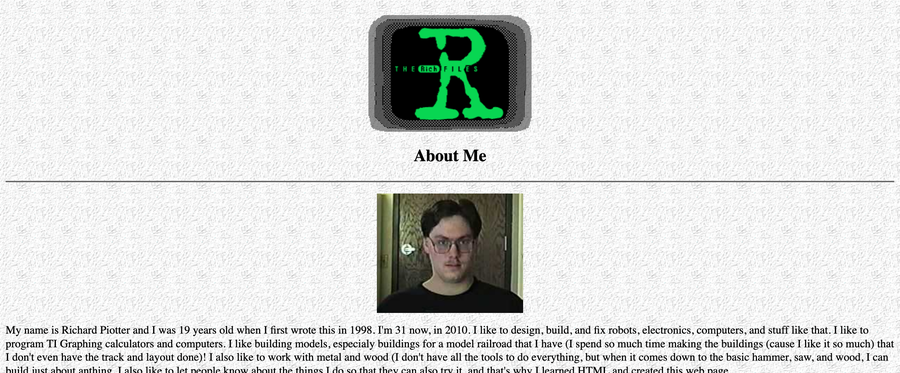 THE Rich FILES
R
About Me
My name is Richard Piotter and I was 19 years old when I first wrote this in 1998. I'm 31 now, in 2010. I like to design, build, and fix robots, electronics, computers, and stuff like that. I like to
program TI Graphing calculators and computers. I like building models, especialy buildings for a model railroad that I have (I spend so much time making the buildings (cause I like it so much) that
I don't even have the track and layout done)! I also like to work with metal and wood (I don't have all the tools to do everything, but when it comes down to the basic hammer, saw, and wood, I can
build just about anthing. I also like to let people know about the things I do so that they can also try it, and that's why I learned HTML and created this web page.